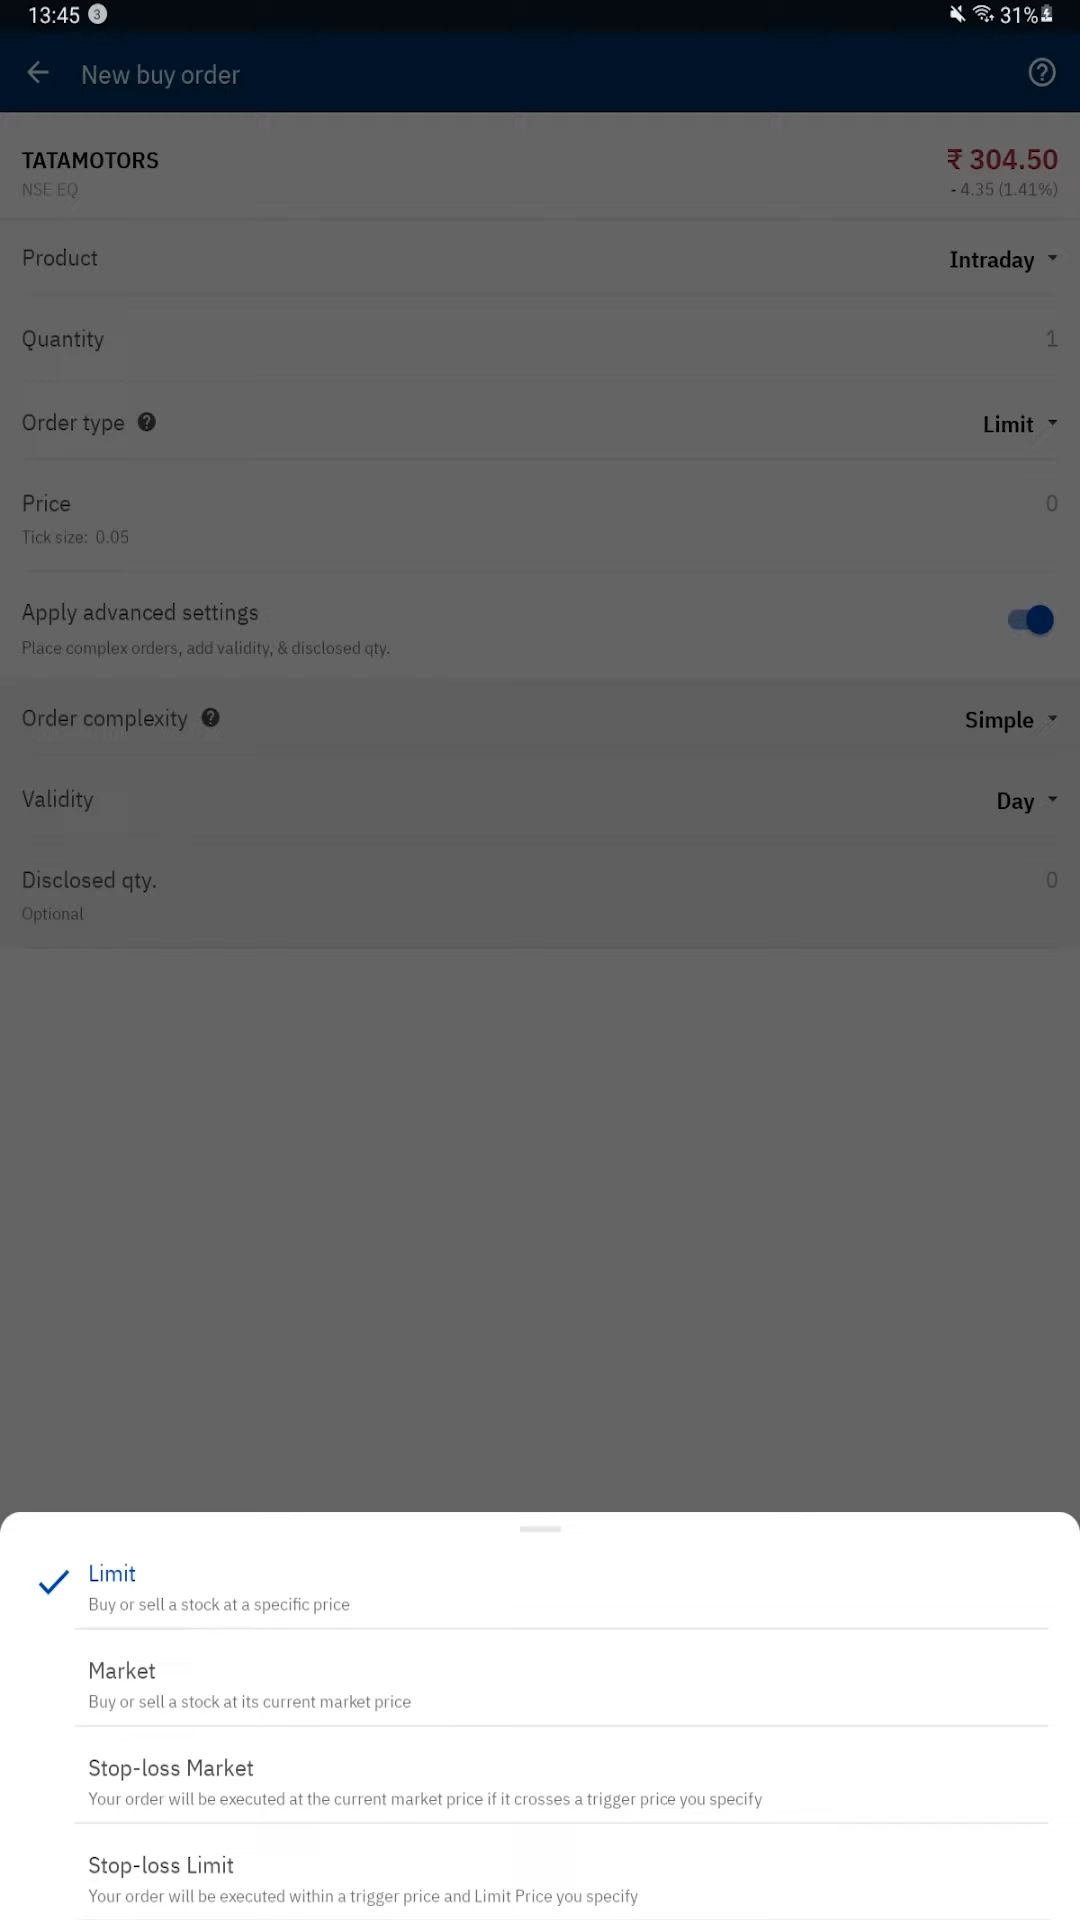 13:45 3 31%
New buy order
TATAMOTORS ₹ 304.50
NSE EQ - 4.35 (1.41%)
Product Intraday
Quantity 1
Order type ? Limit
Price 0
Tick size: 0.05
Apply advanced settings
Place complex orders, add validity, & disclosed qty.
Order complexity ? Simple
Validity Day
Disclosed qty. 0
Optional
Limit
Buy or sell a stock at a specific price
Market
Buy or sell a stock at its current market price
Stop-loss Market
Your order will be executed at the current market price if it crosses a trigger price you specify
Stop-loss Limit
Your order will be executed within a trigger price and Limit Price you specify